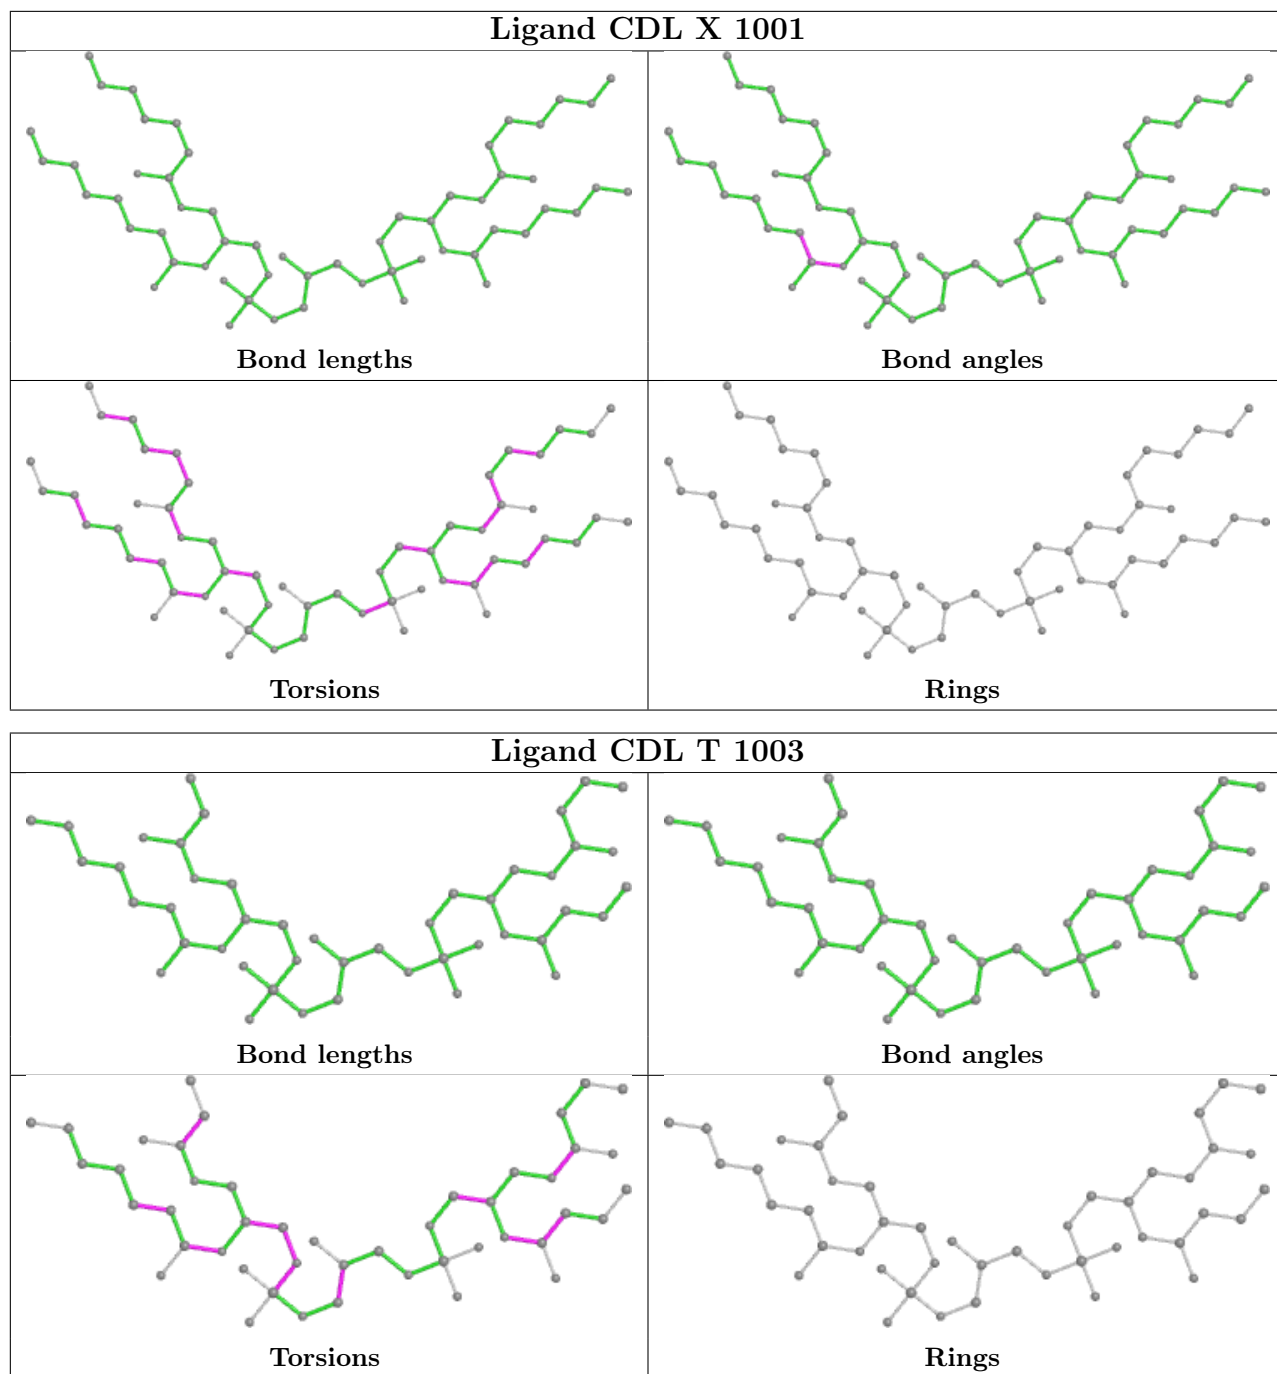 Ligand CDL X 1001
Bond lengths
Bond angles
Torsions
Rings
Ligand CDL T 1003
Bond lengths
Bond angles
Torsions
Rings